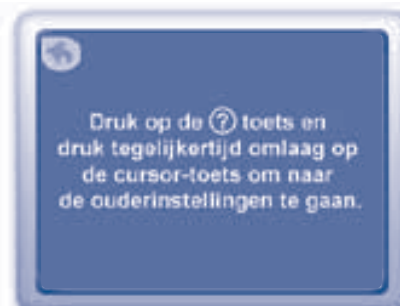 Druk op de ? toets en
druk tegelijkertijd omlaag op
de cursor-toets om naar
de ouderinstellingen te gaan.